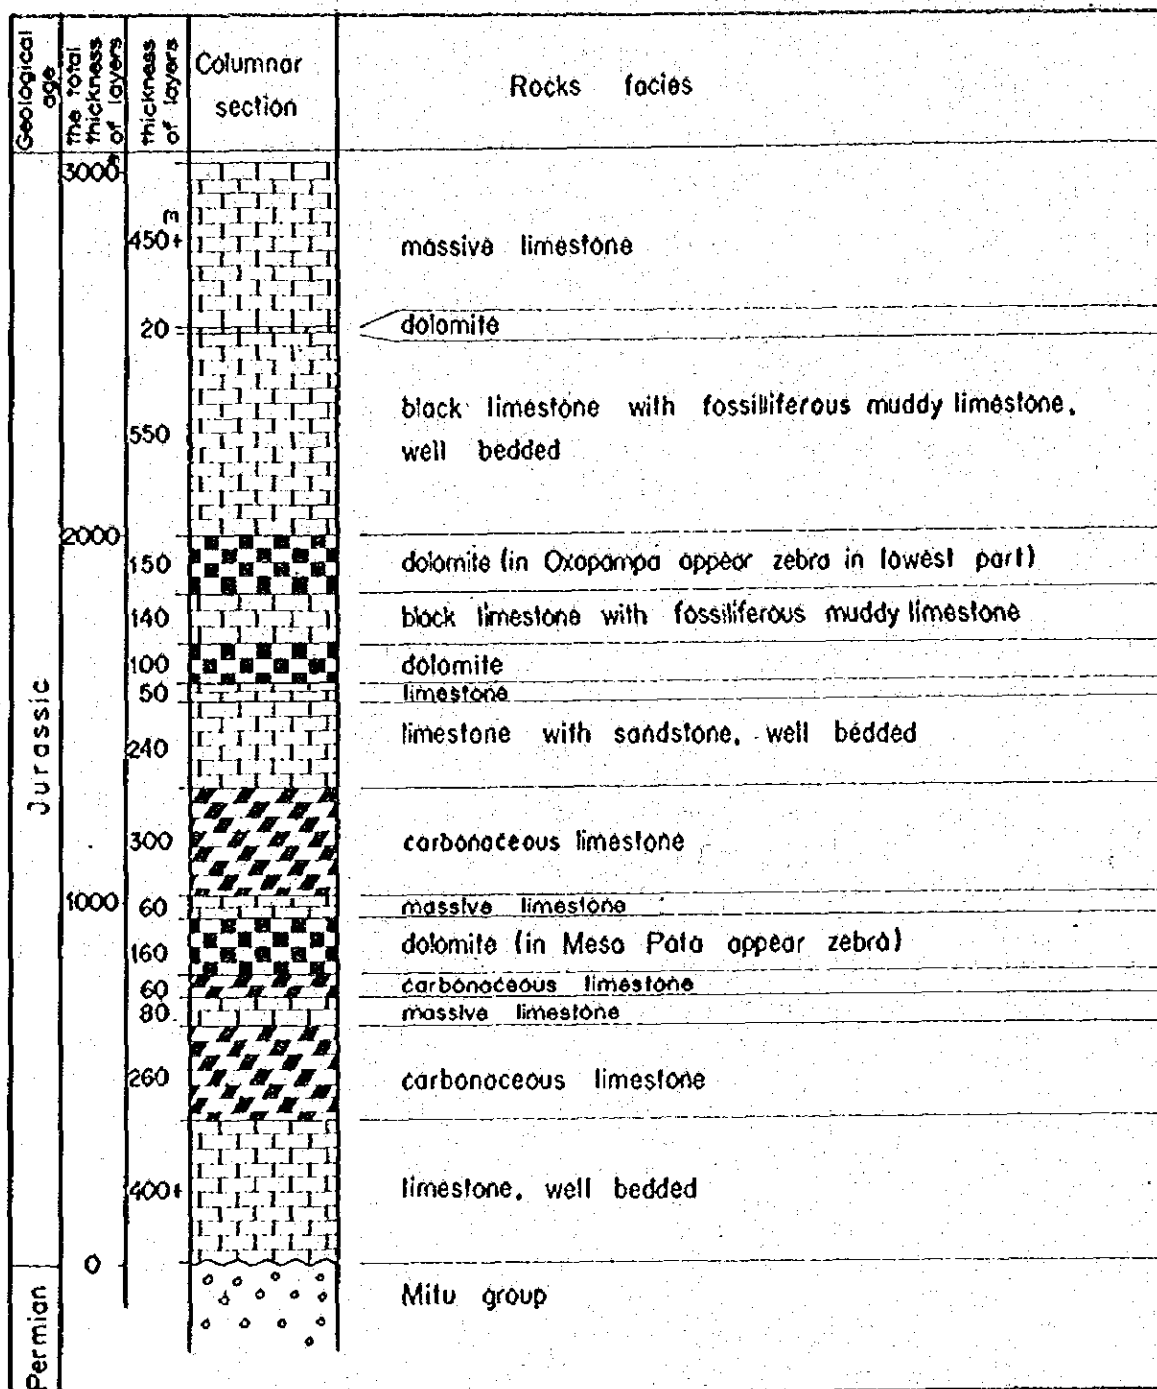 Geological age
the total thickness of layers
thickness of layers
Columnar section
Rocks facies
3000 m
450+ m
massive limestone
20
dolomite
550
black limestone with fossilliferous muddy limestone,
well bedded
2000
150
dolomite (in Oxapampa appear zebra in lowest part)
140
black limestone with fossiliferous muddy limestone
100
dolomite
50
limestone
Jurassic
240
limestone with sandstone, well bedded
300
carbonaceous limestone
1000
60
massive limestone
160
dolomite (in Mesa Pata appear zebra)
60
carbonaceous limestone
80
massive limestone
260
carbonaceous limestone
400+
limestone, well bedded
0
Permian
Mitu group